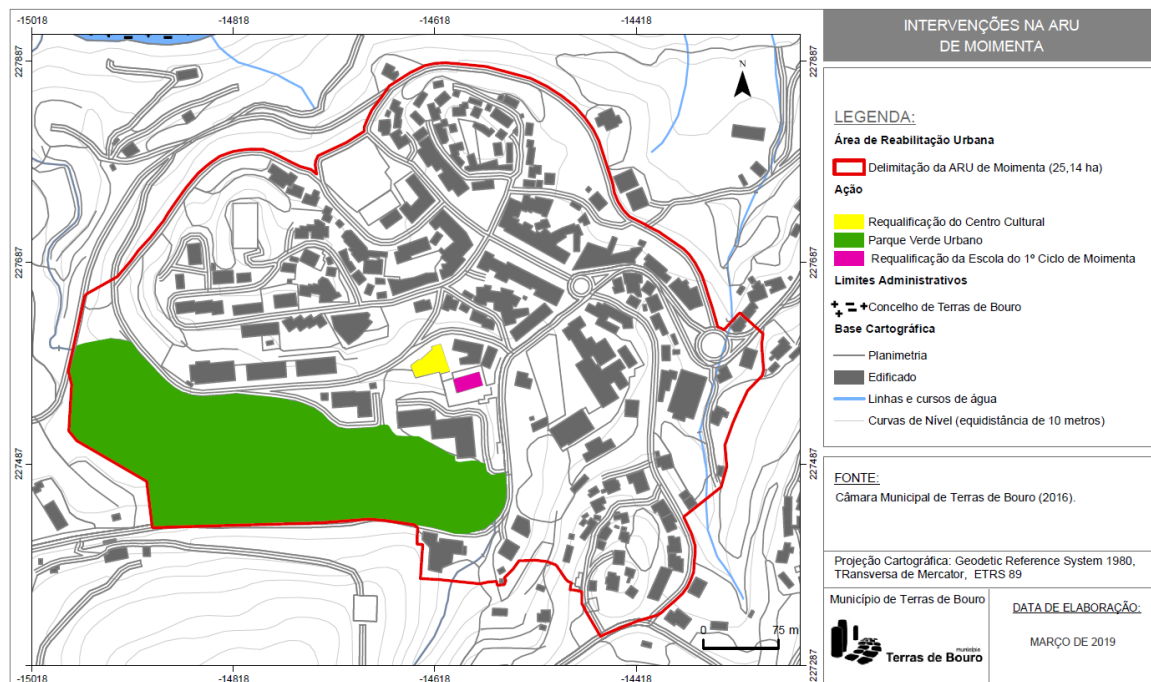 -15018
-14818
-14618
-14418
227887
227887
227687
227687
227487
227487
227287
-15018
-14818
-14618
-14418
N
0 75 m
INTERVENÇÕES NA ARU
DE MOIMENTA
LEGENDA:
Área de Reabilitação Urbana
Delimitação da ARU de Moimenta (25,14 ha)
Ação
Requalificação do Centro Cultural
Parque Verde Urbano
Requalificação da Escola do 1º Ciclo de Moimenta
Limites Administrativos
Concelho de Terras de Bouro
Base Cartográfica
Planimetria
Edificado
Linhas e cursos de água
Curvas de Nível (equidistância de 10 metros)
FONTE:
Câmara Municipal de Terras de Bouro (2016).
Projeção Cartográfica: Geodetic Reference System 1980,
TRansversa de Mercator, ETRS 89
Município de Terras de Bouro
município
Terras de Bouro
DATA DE ELABORAÇÃO:
MARÇO DE 2019